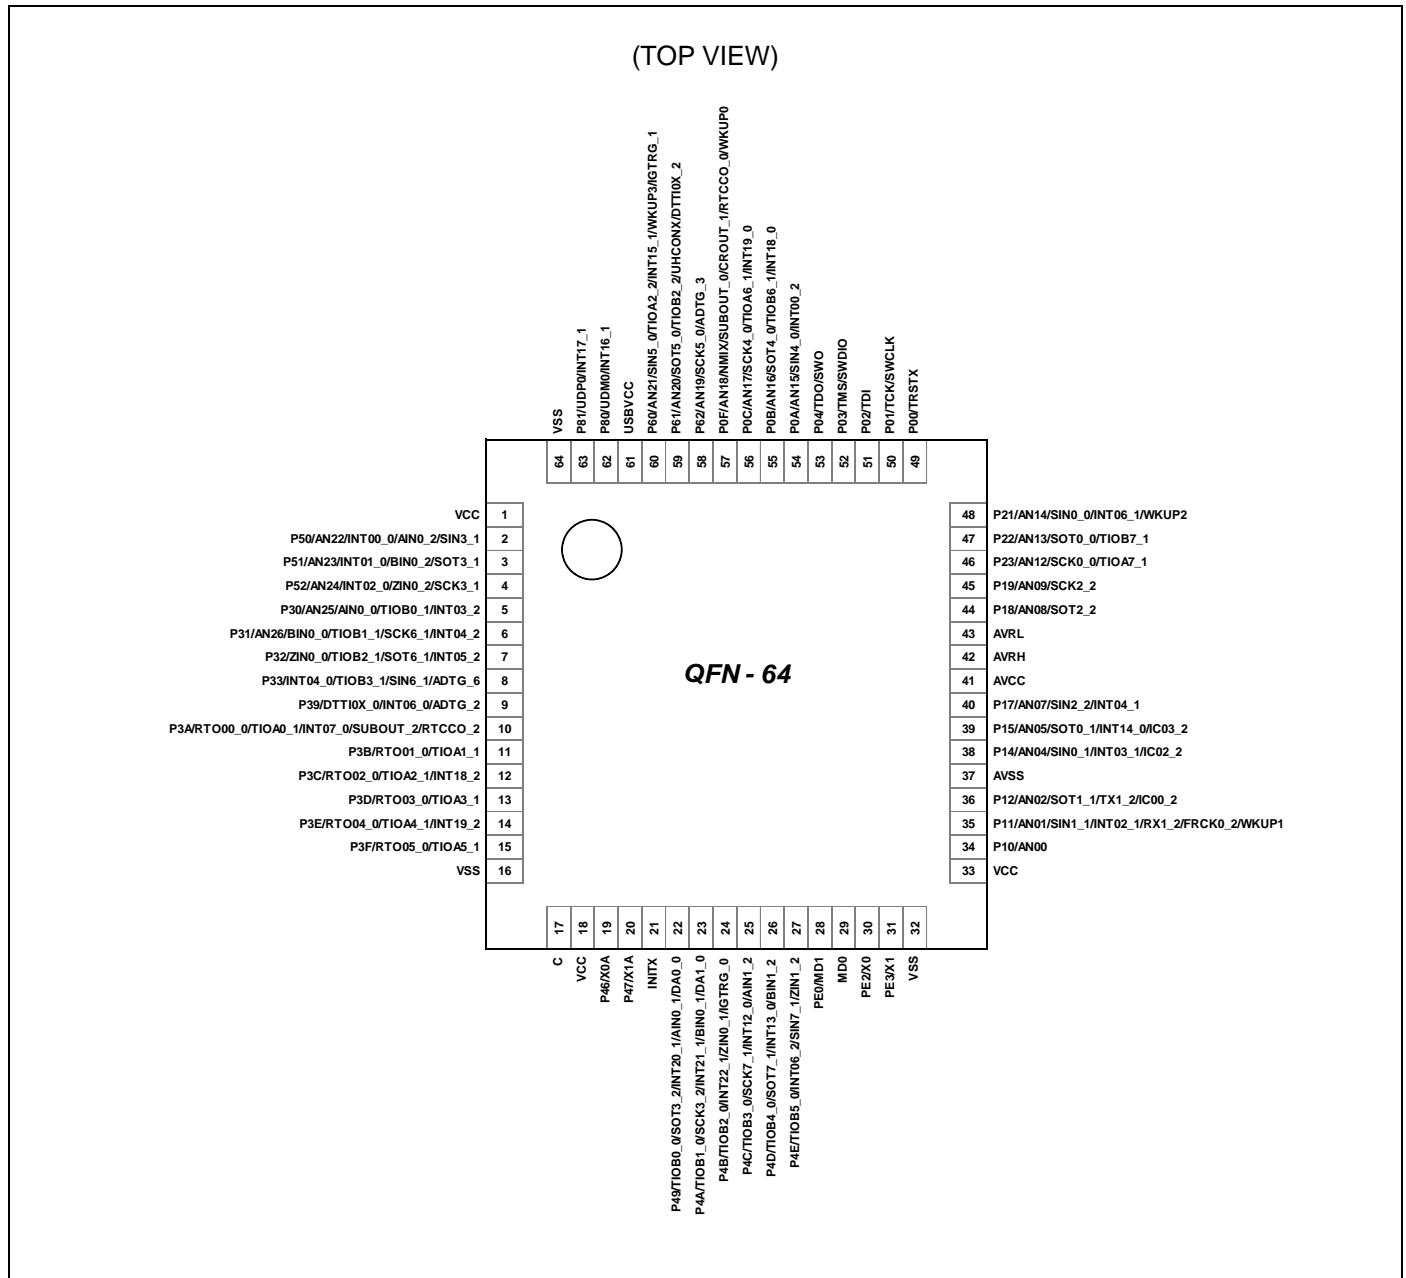 (TOP VIEW)
VSS
P81/UDP0/INT17_1
P80/UDM0/INT16_1
USBVCC
P60/AN21/SIN5_0/TIOA2_2/INT15_1/WKUP3/IGTRG_1
P61/AN20/SOT5_0/TIOB2_2/UHCONX/DTTI0X_2
P62/AN19/SCK5_0/ADTG_3
P0F/AN18/NMIX/SUBOUT_0/CROUT_1/RTCCO_0/WKUP0
P0C/AN17/SCK4_0/TIOA6_1/INT19_0
P0B/AN16/SOT4_0/TIOB6_1/INT18_0
P0A/AN15/SIN4_0/INT00_2
P04/TDO/SWO
P03/TMS/SWDIO
P02/TDI
P01/TCK/SWCLK
P00/TRSTX
64 63 62 61 60 59 58 57 56 55 54 53 52 51 50 49
VCC 1
P50/AN22/INT00_0/AIN0_2/SIN3_1 2
P51/AN23/INT01_0/BIN0_2/SOT3_1 3
P52/AN24/INT02_0/ZIN0_2/SCK3_1 4
P30/AN25/AIN0_0/TIOB0_1/INT03_2 5
P31/AN26/BIN0_0/TIOB1_1/SCK6_1/INT04_2 6
P32/ZIN0_0/TIOB2_1/SOT6_1/INT05_2 7
P33/INT04_0/TIOB3_1/SIN6_1/ADTG_6 8
P39/DTTI0X_0/INT06_0/ADTG_2 9
P3A/RTO00_0/TIOA0_1/INT07_0/SUBOUT_2/RTCCO_2 10
P3B/RTO01_0/TIOA1_1 11
P3C/RTO02_0/TIOA2_1/INT18_2 12
P3D/RTO03_0/TIOA3_1 13
P3E/RTO04_0/TIOA4_1/INT19_2 14
P3F/RTO05_0/TIOA5_1 15
VSS 16
QFN - 64
48 P21/AN14/SIN0_0/INT06_1/WKUP2
47 P22/AN13/SOT0_0/TIOB7_1
46 P23/AN12/SCK0_0/TIOA7_1
45 P19/AN09/SCK2_2
44 P18/AN08/SOT2_2
43 AVRL
42 AVRH
41 AVCC
40 P17/AN07/SIN2_2/INT04_1
39 P15/AN05/SOT0_1/INT14_0/IC03_2
38 P14/AN04/SIN0_1/INT03_1/IC02_2
37 AVSS
36 P12/AN02/SOT1_1/TX1_2/IC00_2
35 P11/AN01/SIN1_1/INT02_1/RX1_2/FRCK0_2/WKUP1
34 P10/AN00
33 VCC
17 18 19 20 21 22 23 24 25 26 27 28 29 30 31 32
C
VCC
P46/X0A
P47/X1A
INITX
P49/TIOB0_0/SOT3_2/INT20_1/AIN0_1/DA0_0
P4A/TIOB1_0/SCK3_2/INT21_1/BIN0_1/DA1_0
P4B/TIOB2_0/INT22_1/ZIN0_1/IGTRG_0
P4C/TIOB3_0/SCK7_1/INT12_0/AIN1_2
P4D/TIOB4_0/SOT7_1/INT13_0/BIN1_2
P4E/TIOB5_0/INT06_2/SIN7_1/ZIN1_2
PE0/MD1
MD0
PE2/X0
PE3/X1
VSS